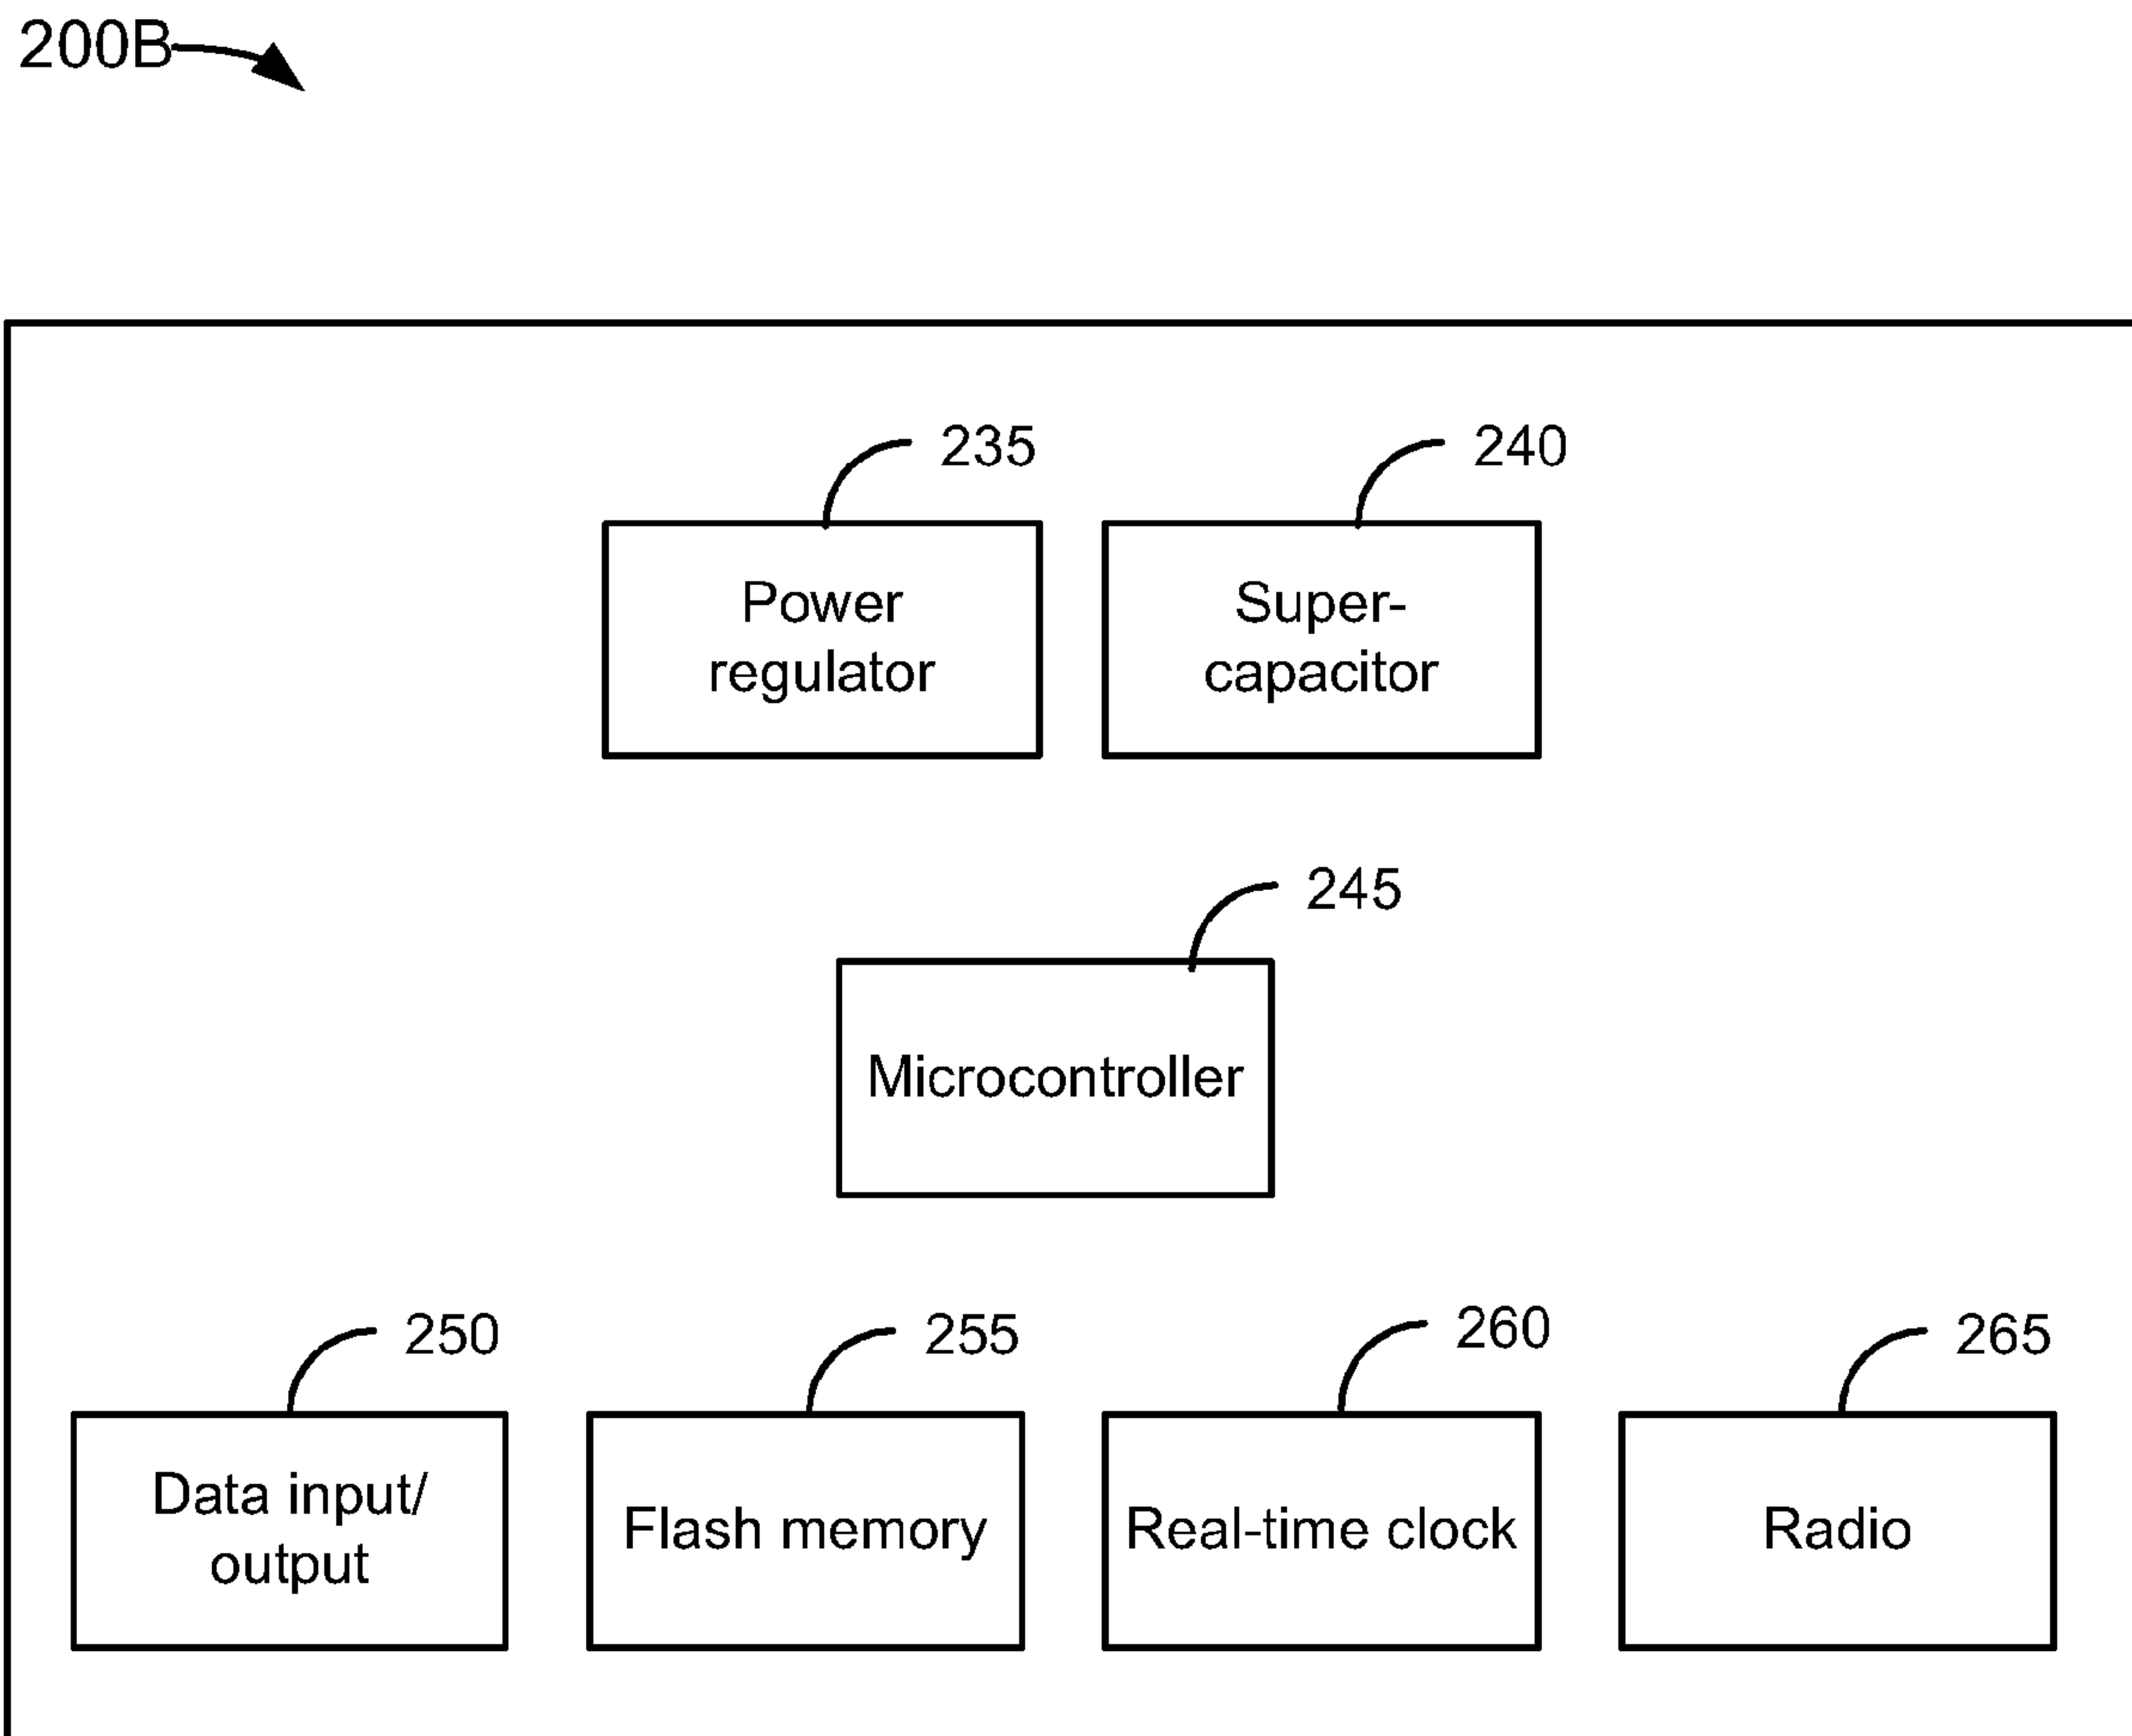 200B
235
240
Power
regulator
Super-
capacitor
245
Microcontroller
250
255
260
265
Data input/
output
Flash memory
Real-time clock
Radio